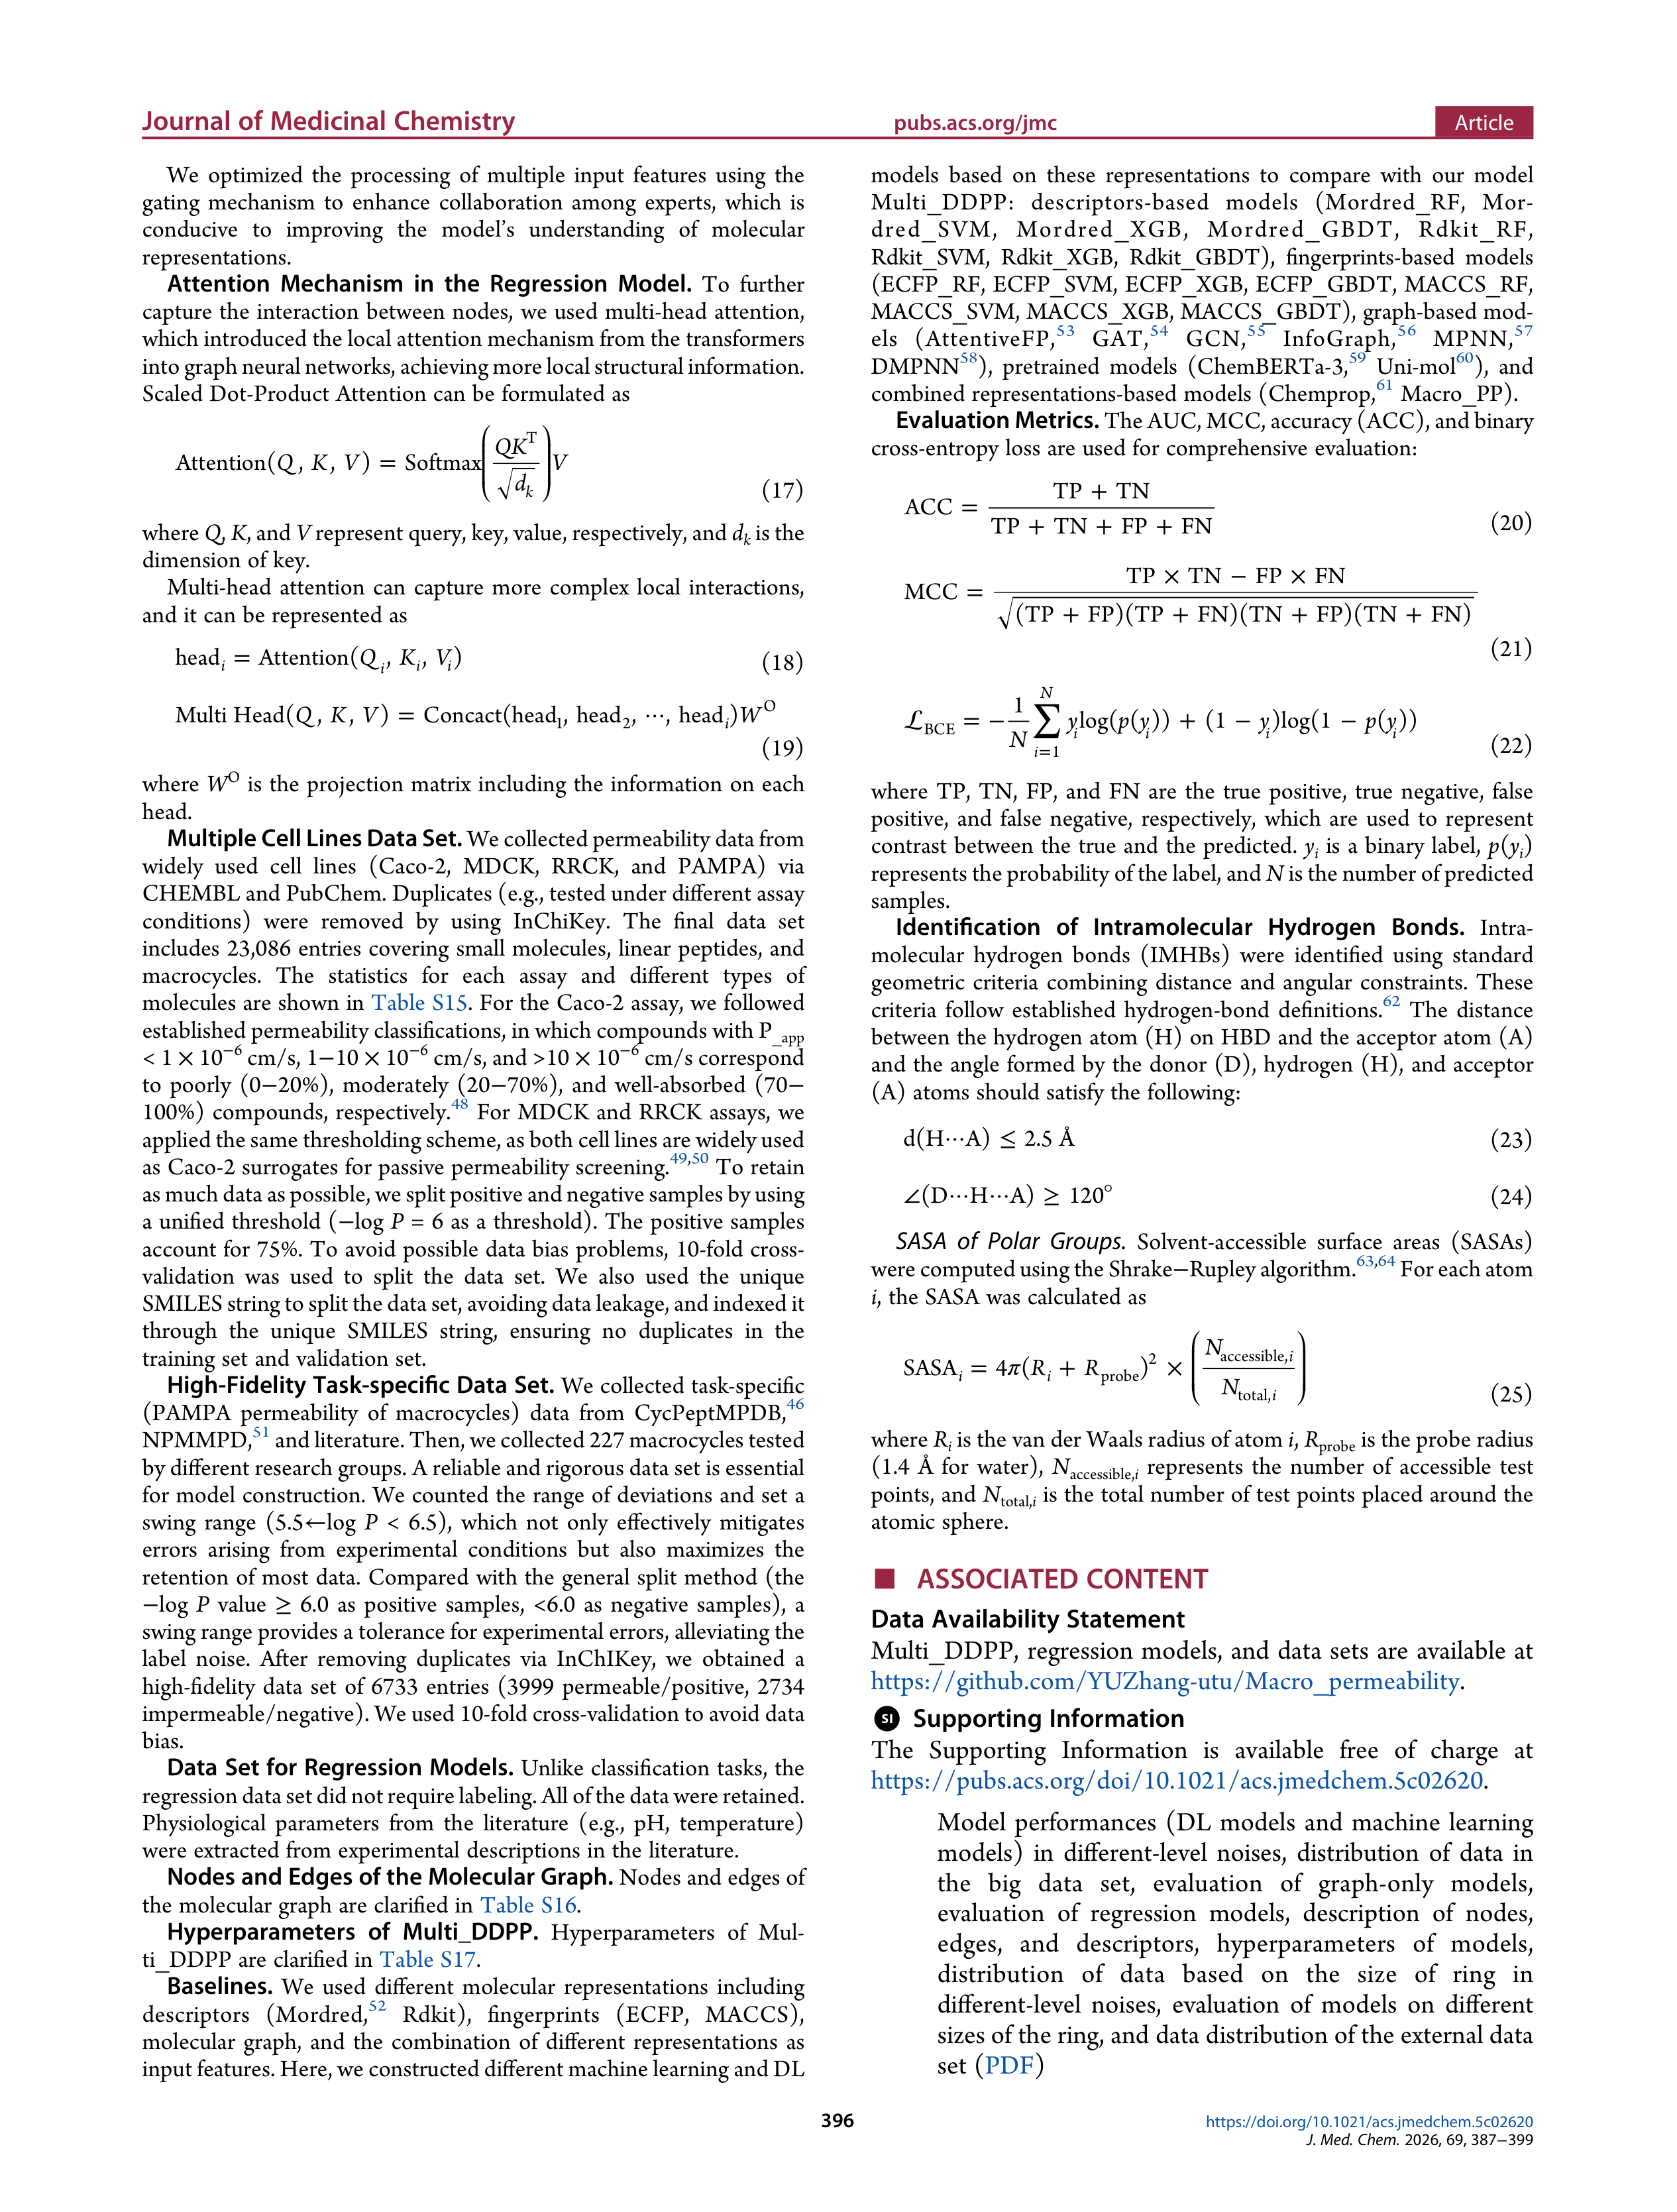 Journal of Medicinal Chemistry
pubs.acs.org/jmc
Article
We optimized the processing of multiple input features using the
gating mechanism to enhance collaboration among experts, which is
conducive to improving the model's understanding of molecular
representations.
Attention Mechanism in the Regression Model. To further
capture the interaction between nodes, we used multi-head attention,
which introduced the local attention mechanism from the transformers
into graph neural networks, achieving more local structural information.
Scaled Dot-Product Attention can be formulated as
Attention(Q, K, V) = Softmax(QK^T / √d_k)V
(17)
where Q, K, and V represent query, key, value, respectively, and d_k is the
dimension of key.
Multi-head attention can capture more complex local interactions,
and it can be represented as
head_i = Attention(Q_i, K_i, V_i) (18)
Multi Head(Q, K, V) = Concact(head_1, head_2, ···, head_i)W^O
(19)
where W^O is the projection matrix including the information on each
head.
Multiple Cell Lines Data Set. We collected permeability data from
widely used cell lines (Caco-2, MDCK, RRCK, and PAMPA) via
CHEMBL and PubChem. Duplicates (e.g., tested under different assay
conditions) were removed by using InChiKey. The final data set
includes 23,086 entries covering small molecules, linear peptides, and
macrocycles. The statistics for each assay and different types of
molecules are shown in Table S15. For the Caco-2 assay, we followed
established permeability classifications, in which compounds with P_app
< 1 × 10⁻⁶ cm/s, 1−10 × 10⁻⁶ cm/s, and >10 × 10⁻⁶ cm/s correspond
to poorly (0−20%), moderately (20−70%), and well-absorbed (70−
100%) compounds, respectively.⁴⁸ For MDCK and RRCK assays, we
applied the same thresholding scheme, as both cell lines are widely used
as Caco-2 surrogates for passive permeability screening.⁴⁹,⁵⁰ To retain
as much data as possible, we split positive and negative samples by using
a unified threshold (−log P = 6 as a threshold). The positive samples
account for 75%. To avoid possible data bias problems, 10-fold cross-
validation was used to split the data set. We also used the unique
SMILES string to split the data set, avoiding data leakage, and indexed it
through the unique SMILES string, ensuring no duplicates in the
training set and validation set.
High-Fidelity Task-specific Data Set. We collected task-specific
(PAMPA permeability of macrocycles) data from CycPeptMPDB,⁴⁶
NPMMPD,⁵¹ and literature. Then, we collected 227 macrocycles tested
by different research groups. A reliable and rigorous data set is essential
for model construction. We counted the range of deviations and set a
swing range (5.5←log P < 6.5), which not only effectively mitigates
errors arising from experimental conditions but also maximizes the
retention of most data. Compared with the general split method (the
−log P value ≥ 6.0 as positive samples, <6.0 as negative samples), a
swing range provides a tolerance for experimental errors, alleviating the
label noise. After removing duplicates via InChIKey, we obtained a
high-fidelity data set of 6733 entries (3999 permeable/positive, 2734
impermeable/negative). We used 10-fold cross-validation to avoid data
bias.
Data Set for Regression Models. Unlike classification tasks, the
regression data set did not require labeling. All of the data were retained.
Physiological parameters from the literature (e.g., pH, temperature)
were extracted from experimental descriptions in the literature.
Nodes and Edges of the Molecular Graph. Nodes and edges of
the molecular graph are clarified in Table S16.
Hyperparameters of Multi_DDPP. Hyperparameters of Mul-
ti_DDPP are clarified in Table S17.
Baselines. We used different molecular representations including
descriptors (Mordred,⁵² Rdkit), fingerprints (ECFP, MACCS),
molecular graph, and the combination of different representations as
input features. Here, we constructed different machine learning and DL
models based on these representations to compare with our model
Multi_DDPP: descriptors-based models (Mordred_RF, Mor-
dred_SVM, Mordred_XGB, Mordred_GBDT, Rdkit_RF,
Rdkit_SVM, Rdkit_XGB, Rdkit_GBDT), fingerprints-based models
(ECFP_RF, ECFP_SVM, ECFP_XGB, ECFP_GBDT, MACCS_RF,
MACCS_SVM, MACCS_XGB, MACCS_GBDT), graph-based mod-
els (AttentiveFP,⁵³ GAT,⁵⁴ GCN,⁵⁵ InfoGraph,⁵⁶ MPNN,⁵⁷
DMPNN⁵⁸), pretrained models (ChemBERTa-3,⁵⁹ Uni-mol⁶⁰), and
combined representations-based models (Chemprop,⁶¹ Macro_PP).
Evaluation Metrics. The AUC, MCC, accuracy (ACC), and binary
cross-entropy loss are used for comprehensive evaluation:
ACC = (TP + TN) / (TP + TN + FP + FN)
(20)
MCC = (TP × TN − FP × FN) / √((TP + FP)(TP + FN)(TN + FP)(TN + FN))
(21)
ℒ_BCE = −(1/N) ∑_{i=1}^{N} y_i log(p(y_i)) + (1 − y_i)log(1 − p(y_i))
(22)
where TP, TN, FP, and FN are the true positive, true negative, false
positive, and false negative, respectively, which are used to represent
contrast between the true and the predicted. y_i is a binary label, p(y_i)
represents the probability of the label, and N is the number of predicted
samples.
Identification of Intramolecular Hydrogen Bonds. Intra-
molecular hydrogen bonds (IMHBs) were identified using standard
geometric criteria combining distance and angular constraints. These
criteria follow established hydrogen-bond definitions.⁶² The distance
between the hydrogen atom (H) on HBD and the acceptor atom (A)
and the angle formed by the donor (D), hydrogen (H), and acceptor
(A) atoms should satisfy the following:
d(H···A) ≤ 2.5 Å (23)
∠(D···H···A) ≥ 120° (24)
SASA of Polar Groups. Solvent-accessible surface areas (SASAs)
were computed using the Shrake−Rupley algorithm.⁶³,⁶⁴ For each atom
i, the SASA was calculated as
SASA_i = 4π(R_i + R_probe)² × (N_accessible,i / N_total,i)
(25)
where R_i is the van der Waals radius of atom i, R_probe is the probe radius
(1.4 Å for water), N_accessible,i represents the number of accessible test
points, and N_total,i is the total number of test points placed around the
atomic sphere.
■ ASSOCIATED CONTENT
Data Availability Statement
Multi_DDPP, regression models, and data sets are available at
https://github.com/YUZhang-utu/Macro_permeability.
SI Supporting Information
The Supporting Information is available free of charge at
https://pubs.acs.org/doi/10.1021/acs.jmedchem.5c02620.
Model performances (DL models and machine learning
models) in different-level noises, distribution of data in
the big data set, evaluation of graph-only models,
evaluation of regression models, description of nodes,
edges, and descriptors, hyperparameters of models,
distribution of data based on the size of ring in
different-level noises, evaluation of models on different
sizes of the ring, and data distribution of the external data
set (PDF)
396
https://doi.org/10.1021/acs.jmedchem.5c02620
J. Med. Chem. 2026, 69, 387−399